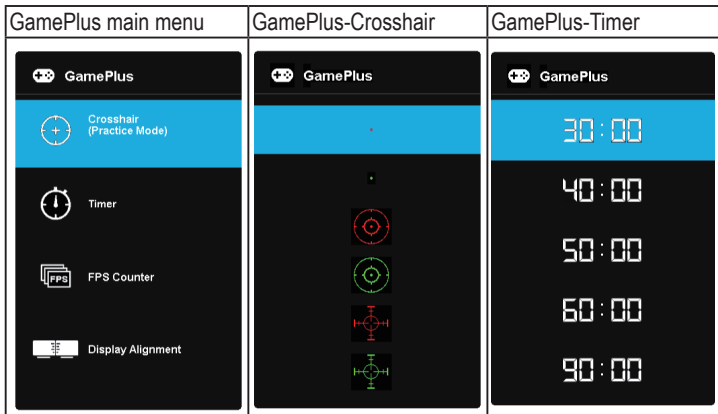 GamePlus main menu
GamePlus-Crosshair
GamePlus-Timer
GamePlus
Crosshair
(Practice Mode)
Timer
FPS
FPS Counter
Display Alignment
GamePlus
GamePlus
30:00
40:00
50:00
60:00
90:00